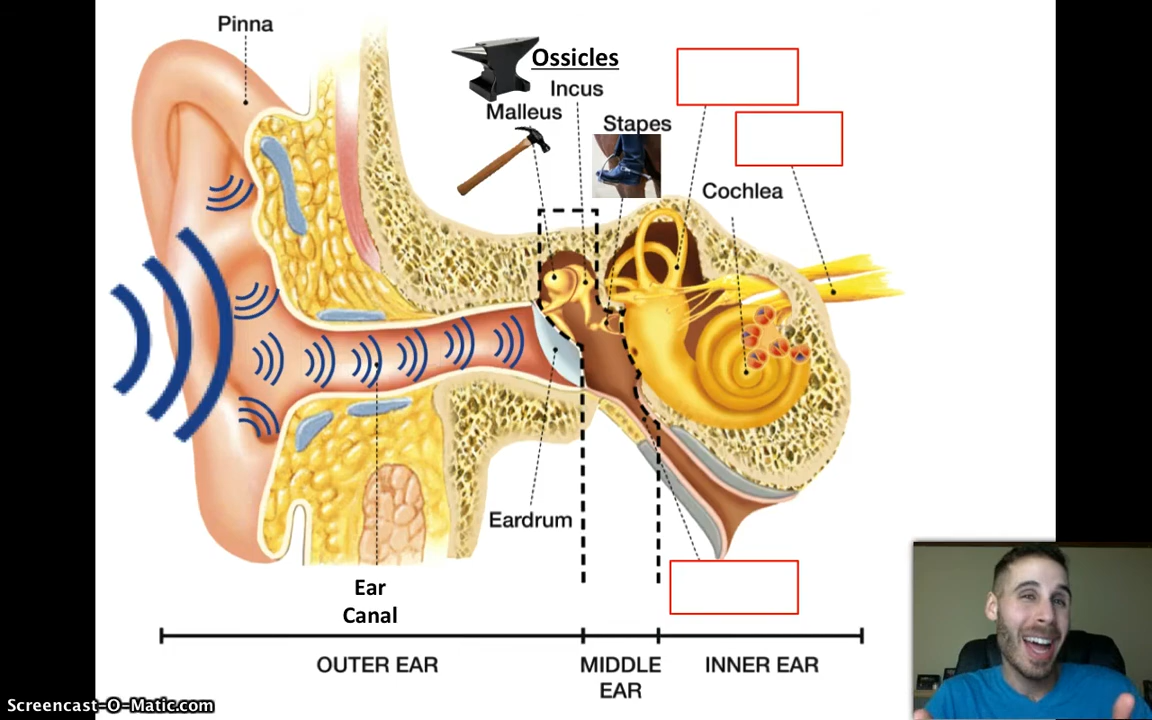 Pinna
Ossicles
Incus
Malleus
Stapes
Cochlea
Eardrum
Ear
Canal
OUTER EAR
MIDDLE
EAR
INNER EAR
Screencast-O-Matic.com